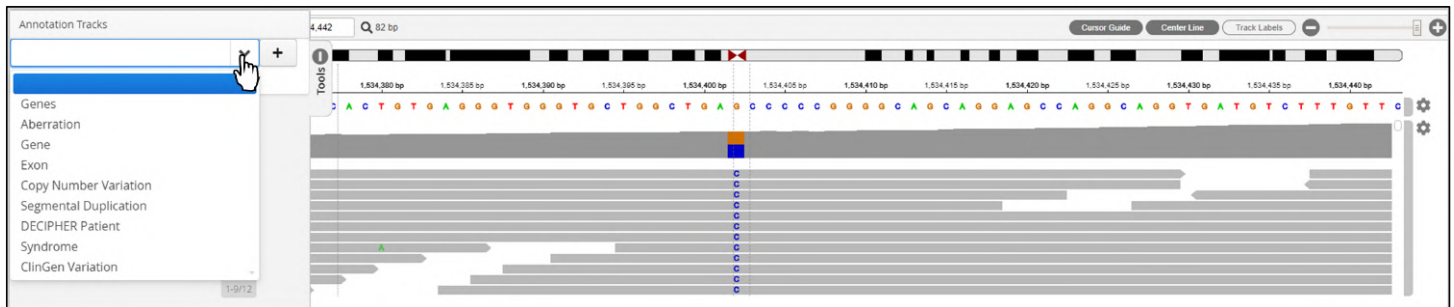 Annotation Tracks
4,442
82 bp
Cursor Guide
Center Line
Track Labels
+
Tools
1,534,380 bp 1,534,385 bp 1,534,390 bp 1,534,395 bp 1,534,400 bp 1,534,405 bp 1,534,410 bp 1,534,415 bp 1,534,420 bp 1,534,425 bp 1,534,430 bp 1,534,435 bp 1,534,440 bp
C A C T G T G A G G G T G G G T G C T G G C T G A G C C C C C G G G G C A G C A G G A G C C A G G C A G G T G A T G T C T T T G T T C
Genes
Aberration
Gene
Exon
Copy Number Variation
Segmental Duplication
DECIPHER Patient
Syndrome
ClinGen Variation
1-9/12
C
C
C
C
C
C
C
A C
C
C
C
C